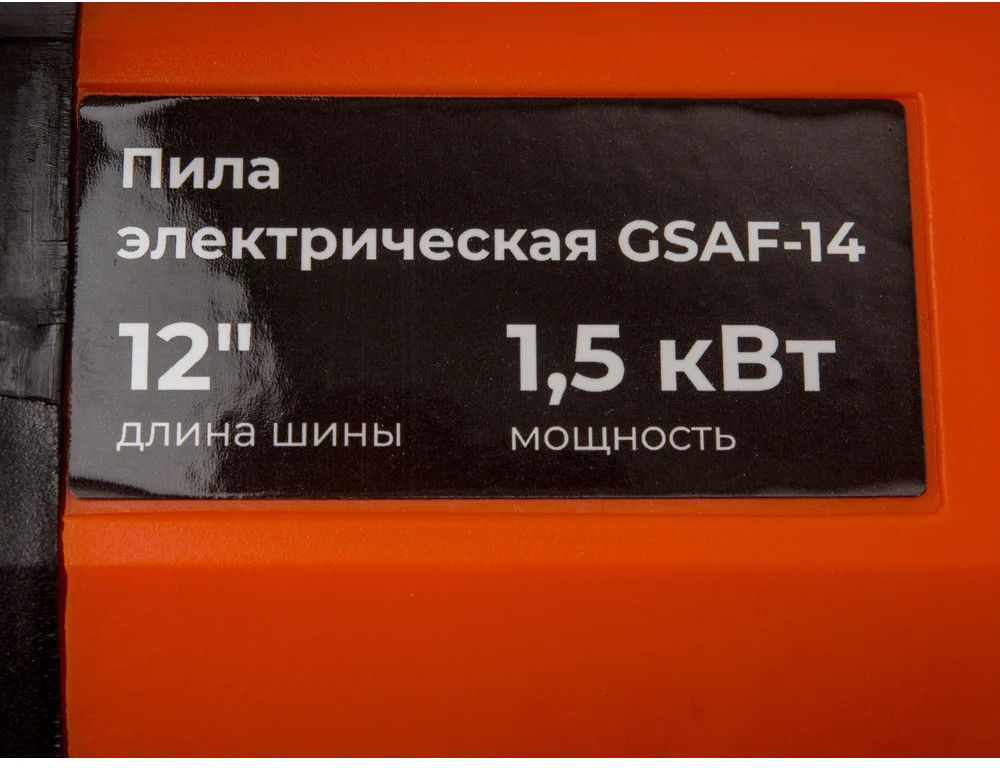 Пила
электрическая GSAF-14
12" 1,5 кВт
длина шины мощность